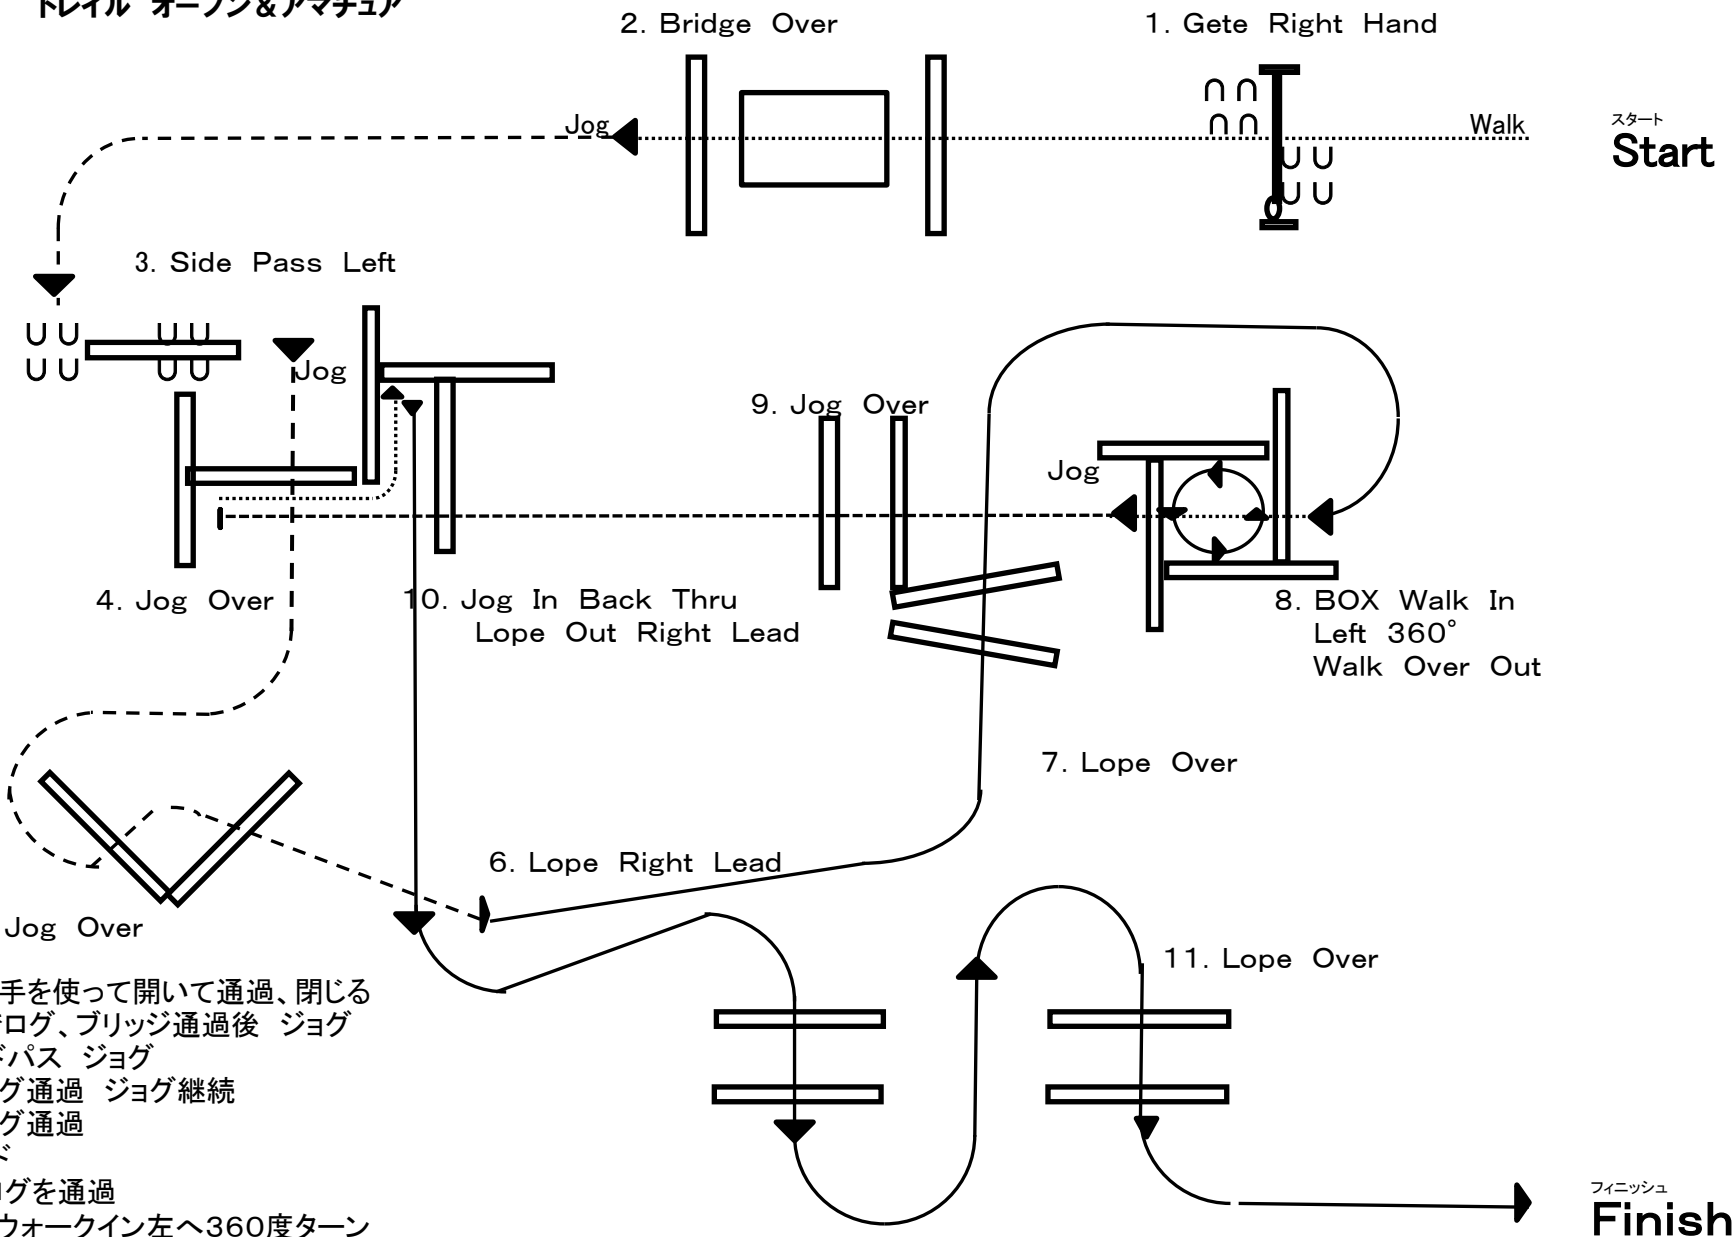 トレイル オープン＆アマチュア
2. Bridge Over
1. Gete Right Hand
Jog
Walk
スタート
Start
3. Side Pass Left
Jog
9. Jog Over
Jog
4. Jog Over
10. Jog In Back Thru
Lope Out Right Lead
8. BOX Walk In
Left 360°
Walk Over Out
7. Lope Over
6. Lope Right Lead
Jog Over
11. Lope Over
手を使って開いて通過、閉じる
ログ、ブリッジ通過後 ジョグ
パス ジョグ
グ通過 ジョグ継続
グ通過
ド
グを通過
ウォークイン左へ360度ターン
フィニッシュ
Finish